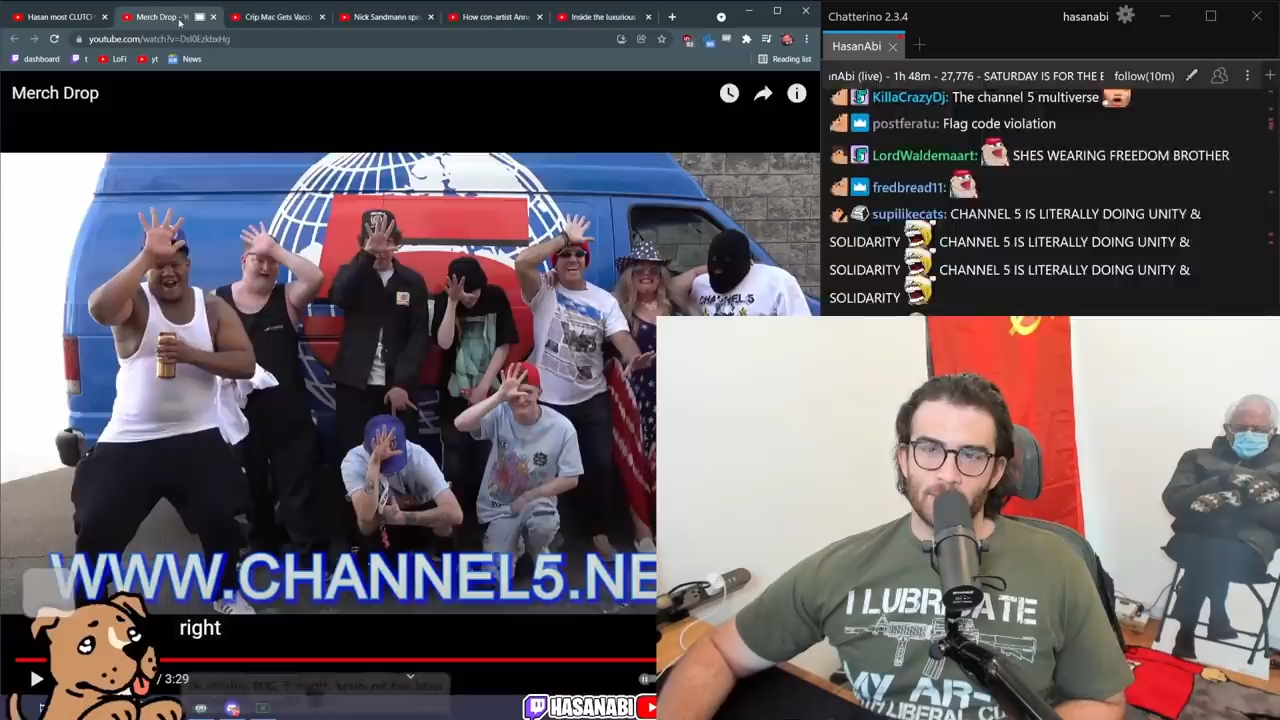 Hasan most CLUTCH
Merch Drop - Y
Crip Mac Gets Vacci
Nick Sandmann spe
How con-artist Ann
Inside the luxurious
youtube.com/watch?v=DsI0EzkbxHg
dashboard
t
LoFi
yt
News
Reading list
Merch Drop
CHANNEL 5
WWW.CHANNEL5.NE
right
/ 3:29
HASANABI
Chatterino 2.3.4
hasanabi
HasanAbi
nAbi (live) - 1h 48m - 27,776 - SATURDAY IS FOR THE E
follow(10m)
KillaCrazyDj: The channel 5 multiverse
postferatu: Flag code violation
LordWaldemaart: SHES WEARING FREEDOM BROTHER
fredbread11:
supilikecats: CHANNEL 5 IS LITERALLY DOING UNITY &
SOLIDARITY CHANNEL 5 IS LITERALLY DOING UNITY &
SOLIDARITY CHANNEL 5 IS LITERALLY DOING UNITY &
SOLIDARITY
I LUBRICATE
MY AR-
LIBERAL